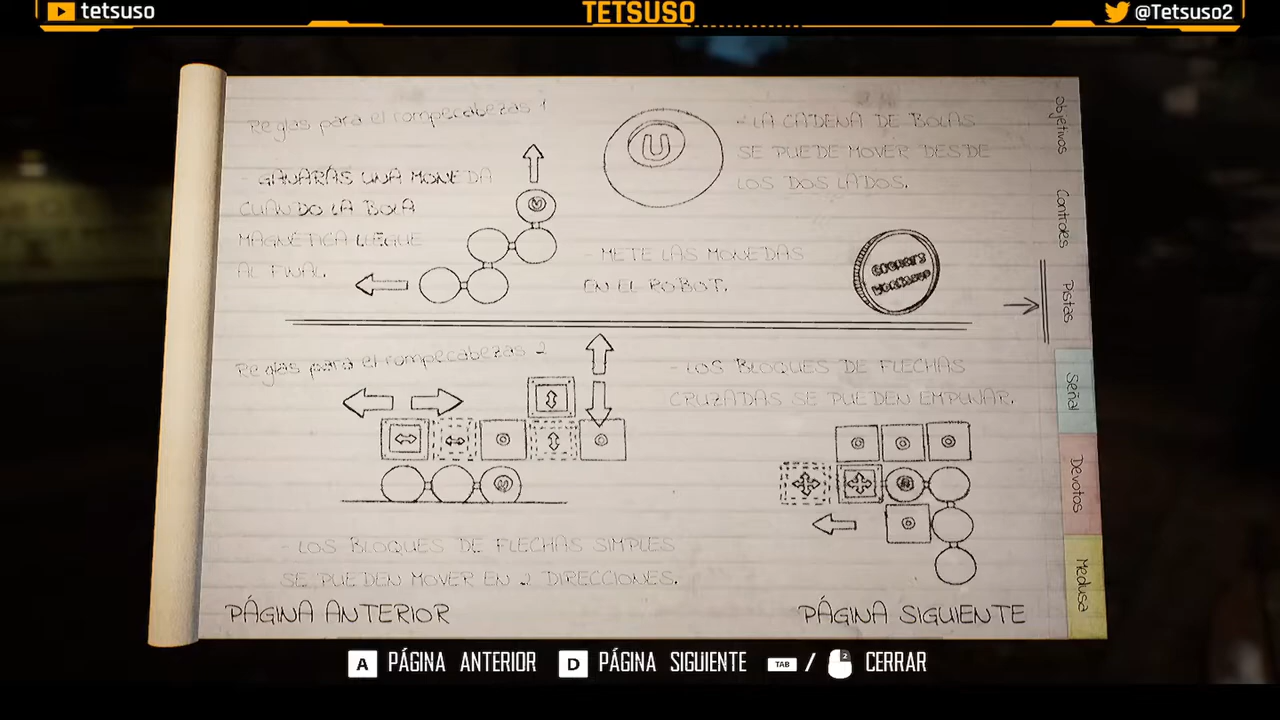 tetsuso
TETSUSO
@Tetsuso2
Reglas para el rompecabezas 1
- GANARÁS UNA MONEDA
CUANDO LA BOLA
MAGNÉTICA LLEGUE
AL FINAL.
- LA CADENA DE BOLAS
SE PUEDE MOVER DESDE
LOS DOS LADOS.
- METE LAS MONEDAS
EN EL ROBOT.
Reglas para el rompecabezas 2
- LOS BLOQUES DE FLECHAS
CRUZADAS SE PUEDEN EMPUJAR.
- LOS BLOQUES DE FLECHAS SIMPLES
SE PUEDEN MOVER EN 2 DIRECCIONES.
Objetivos
Controles
Pistas
Señal
Devotos
Medusa
PÁGINA ANTERIOR
PÁGINA SIGUIENTE
A PÁGINA ANTERIOR
D PÁGINA SIGUIENTE
TAB / 2 CERRAR